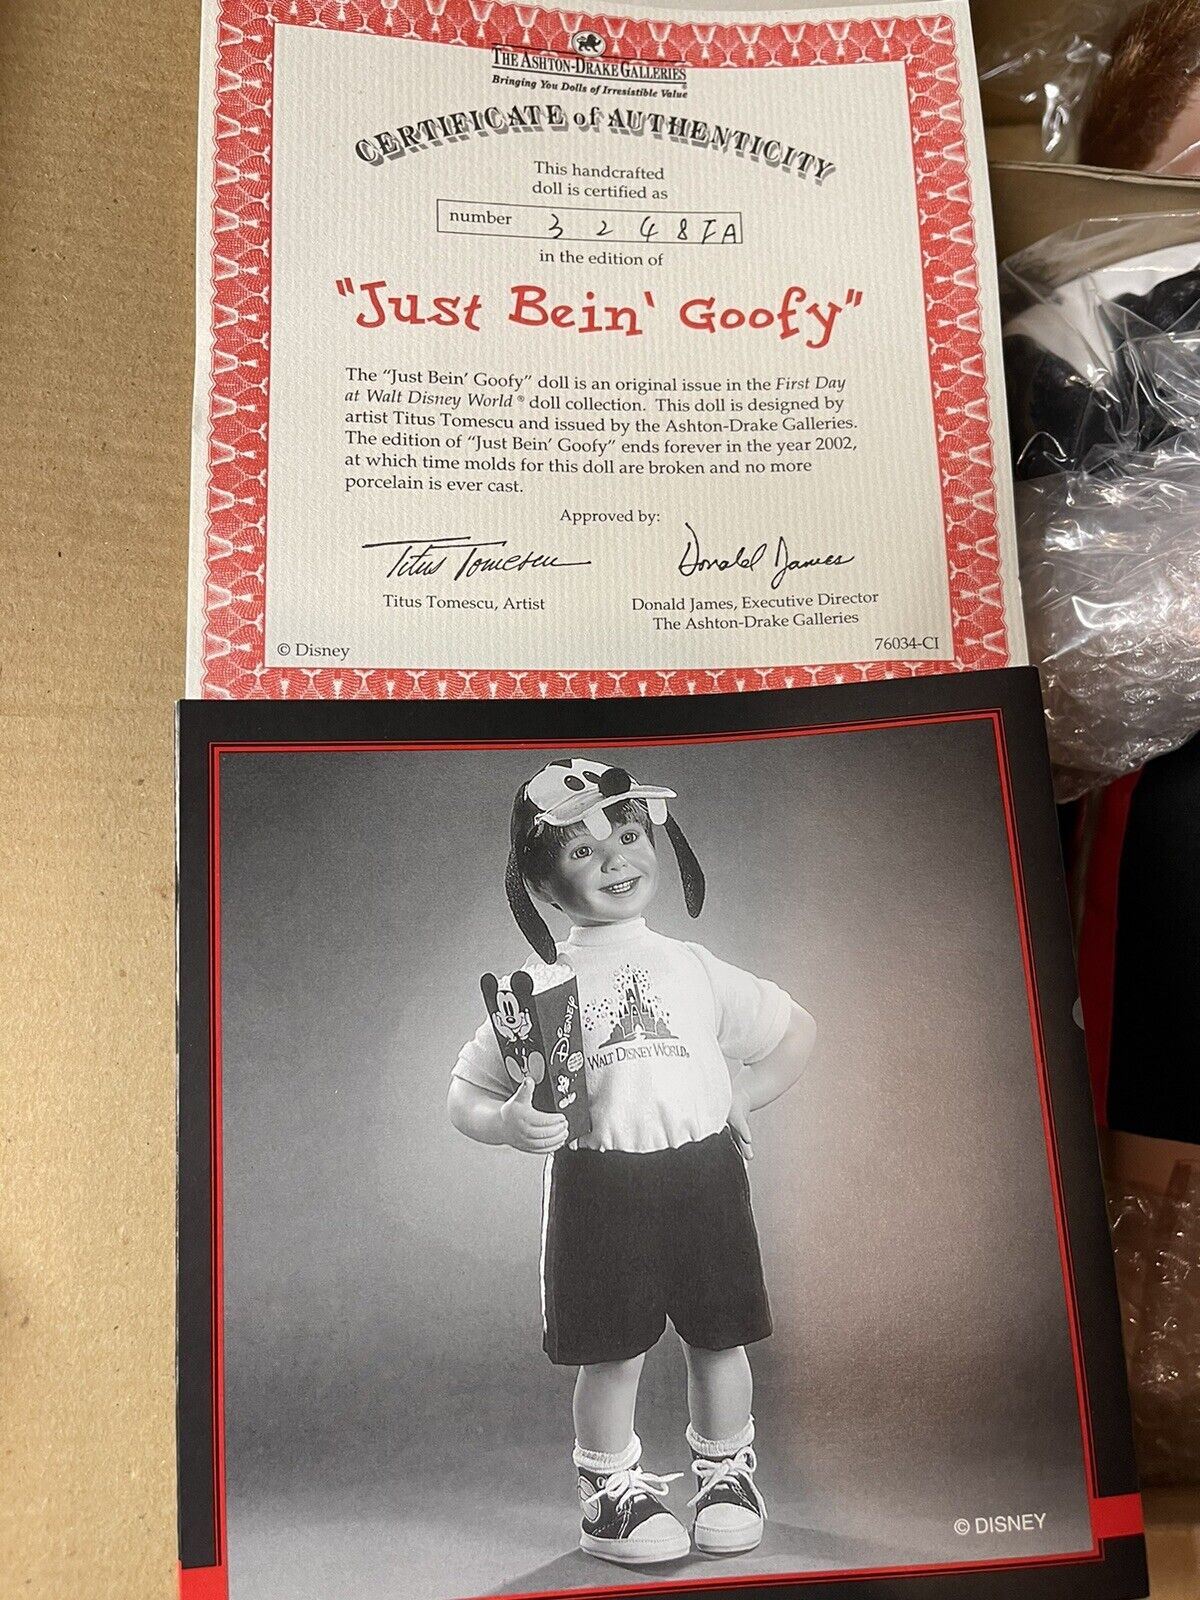 THE ASHTON-DRAKE GALLERIES
Bringing You Dolls of Irresistible Value
CERTIFICATE of AUTHENTICITY
This handcrafted
doll is certified as
number 3248IA
in the edition of
"Just Bein' Goofy"
The "Just Bein' Goofy" doll is an original issue in the First Day
at Walt Disney World® doll collection. This doll is designed by
artist Titus Tomescu and issued by the Ashton-Drake Galleries.
The edition of "Just Bein' Goofy" ends forever in the year 2002,
at which time molds for this doll are broken and no more
porcelain is ever cast.
Approved by:
Titus Tomescu
Donald James
Titus Tomescu, Artist
Donald James, Executive Director
The Ashton-Drake Galleries
© Disney
76034-CI
DISNEY
WALT DISNEY WORLD®
© DISNEY